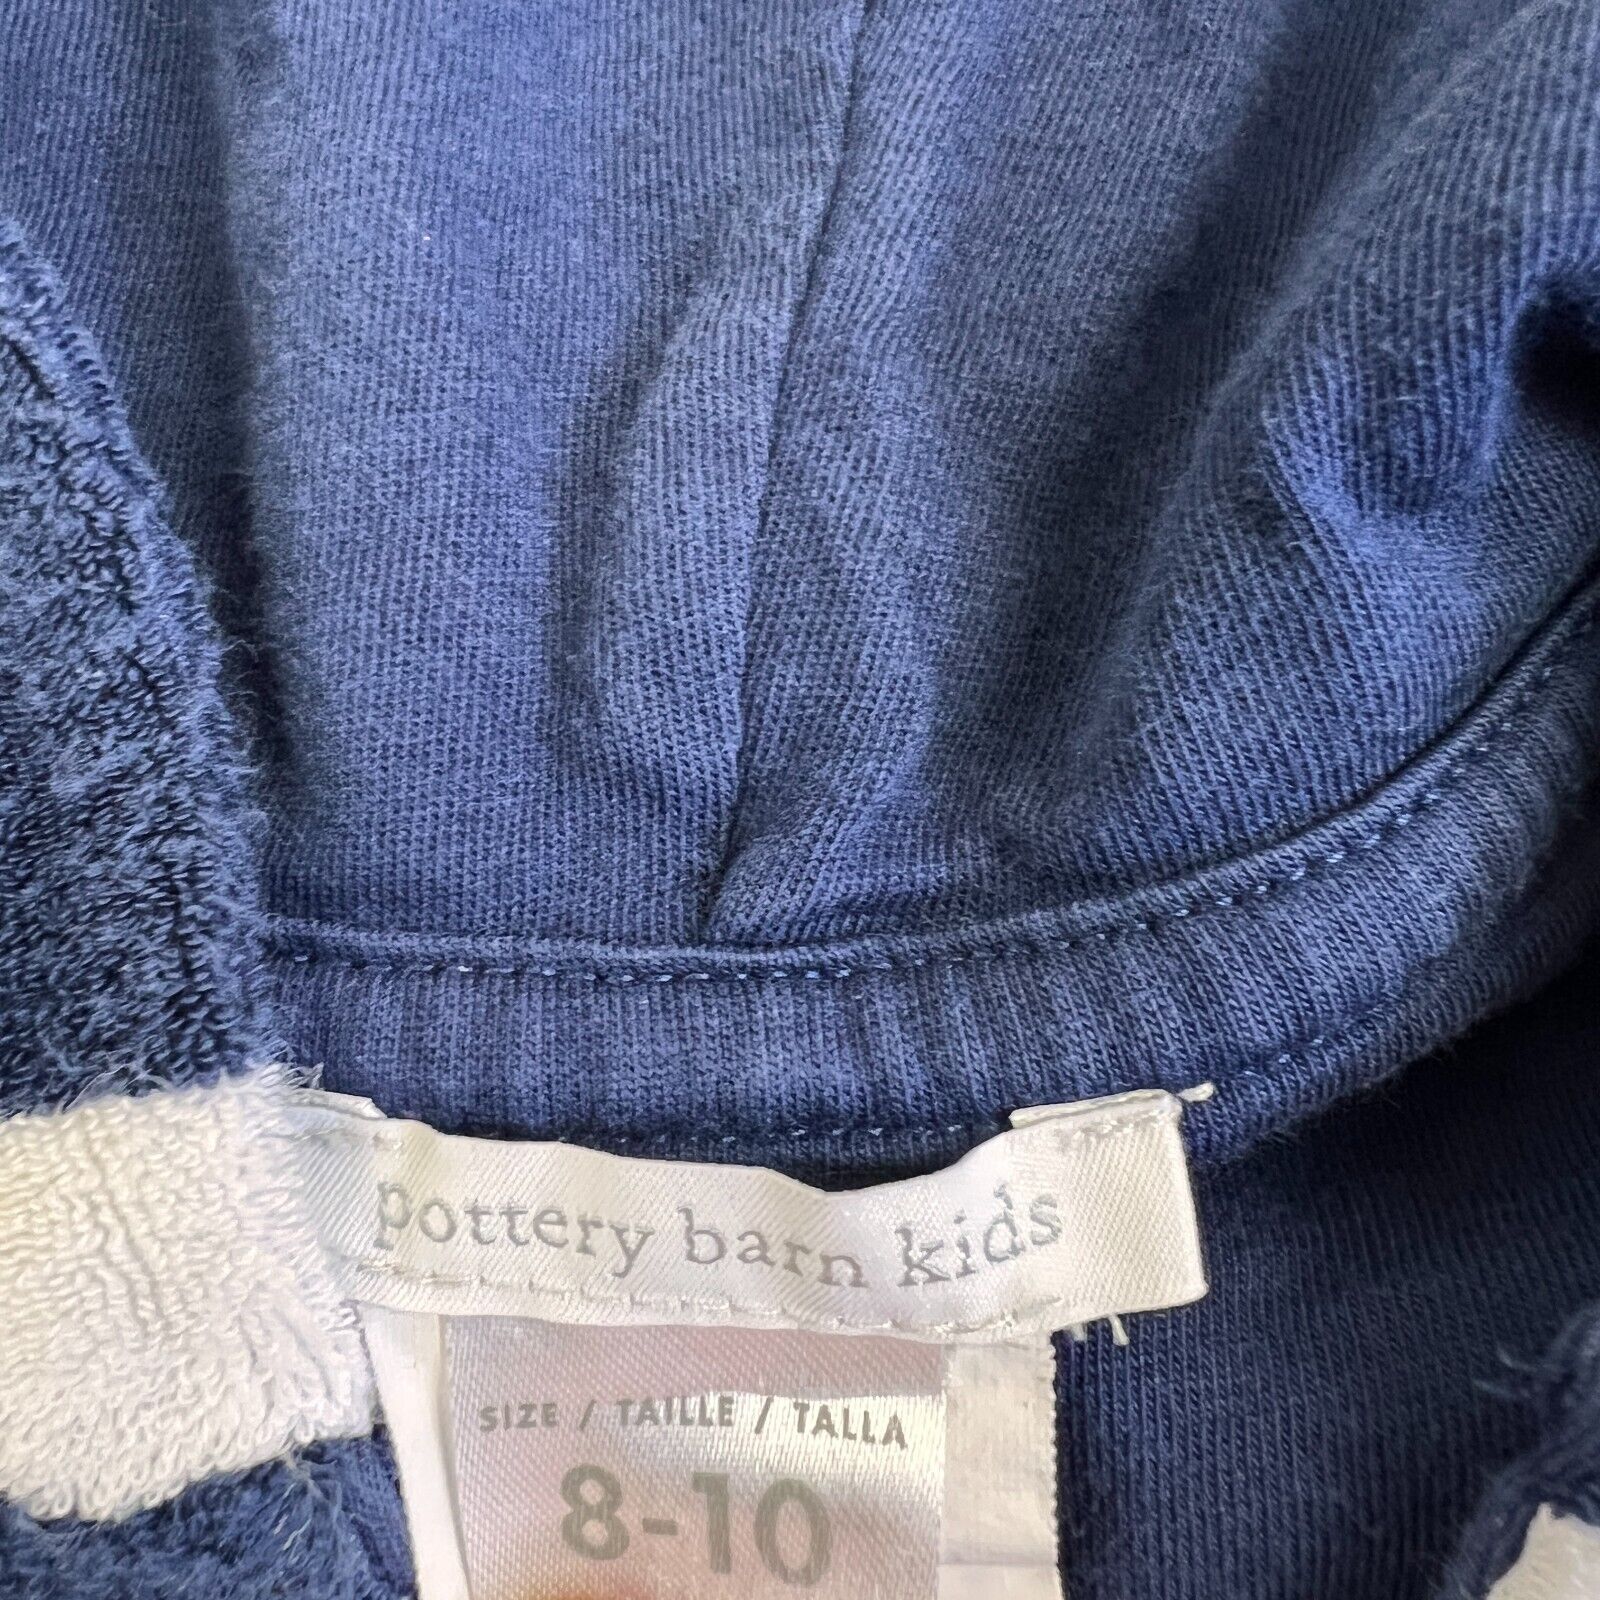 pottery barn kids
SIZE / TAILLE / TALLA
8-10